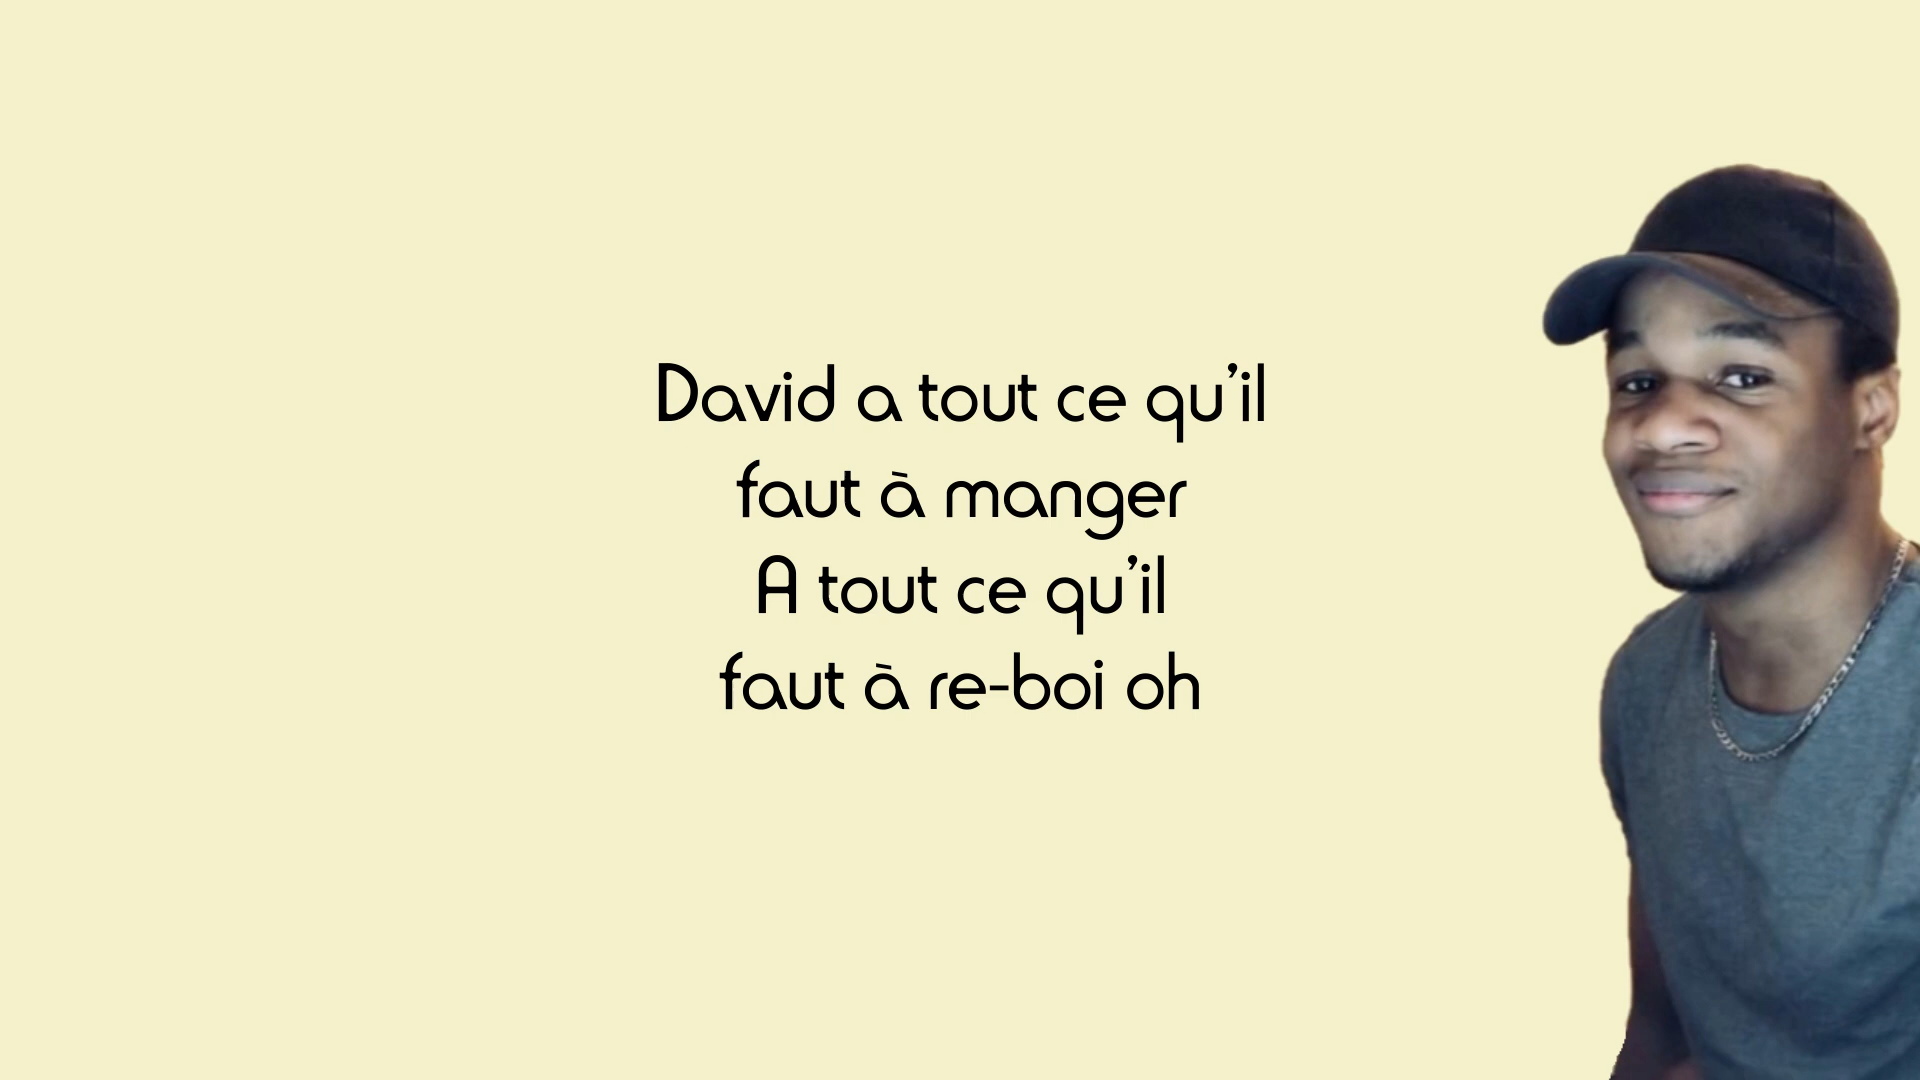 David a tout ce qu’il
faut à manger
A tout ce qu’il
faut à re-boi oh